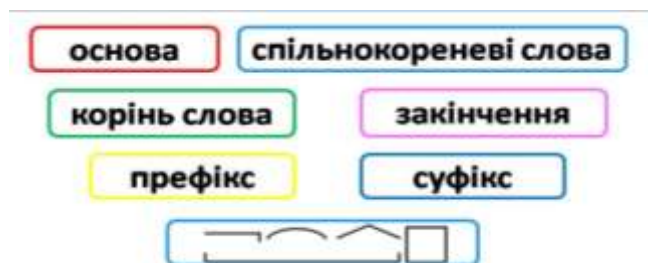 основа спільнокореневі слова
корінь слова закінчення
префікс суфікс